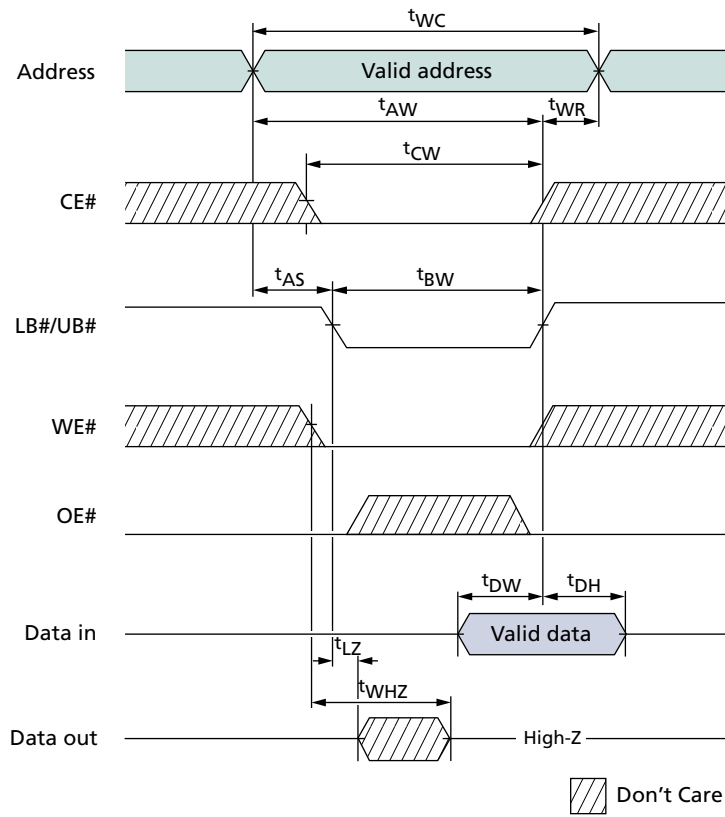 tWC
Address
Valid address
tAW
tWR
tCW
CE#
tAS
tBW
LB#/UB#
WE#
OE#
tDW
tDH
Data in
Valid data
tLZ
tWHZ
Data out
High-Z
Don't Care